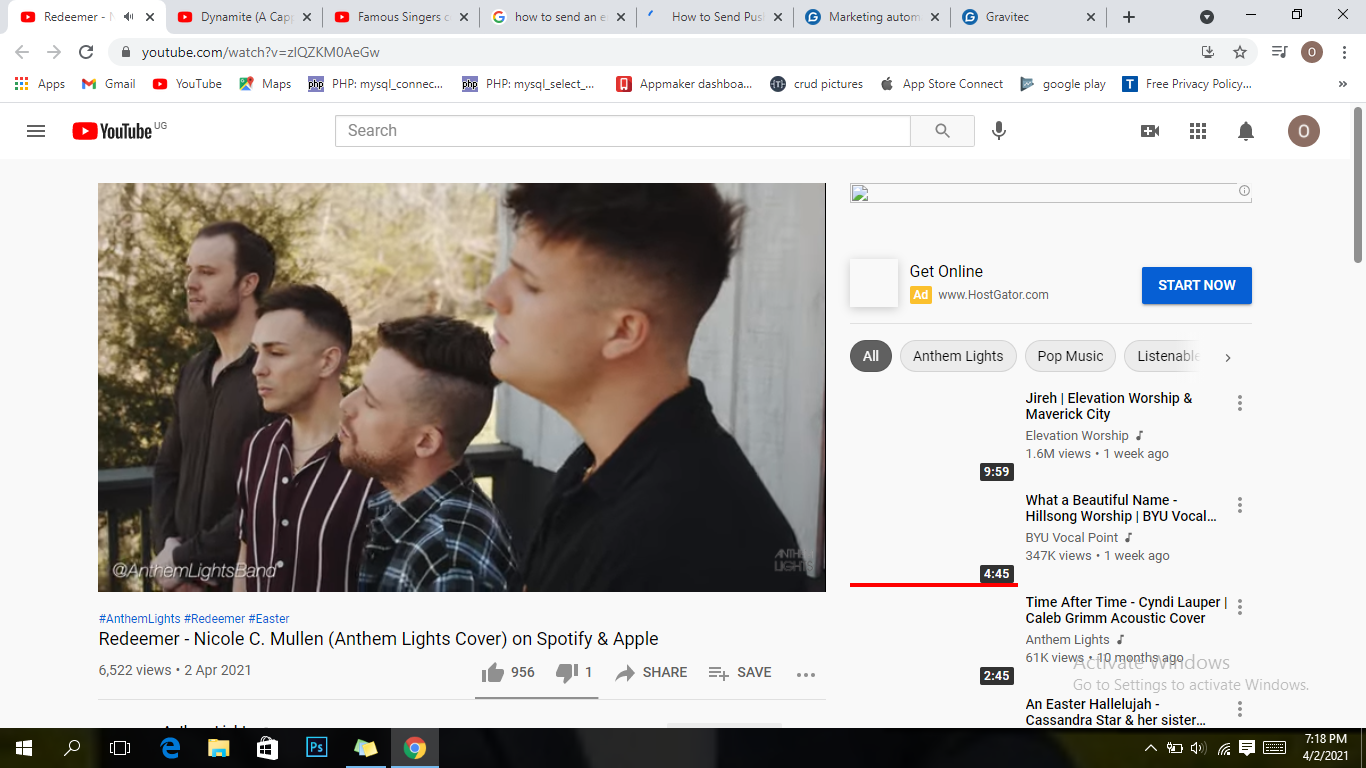 Redeemer - N
Dynamite (A Capp
Famous Singers c
how to send an e
How to Send Pus
Marketing autom
Gravitec
youtube.com/watch?v=zIQZKM0AeGw
O
Apps
Gmail
YouTube
Maps
php
PHP: mysql_connec...
php
PHP: mysql_select_...
Appmaker dashboa...
crud pictures
App Store Connect
google play
T
Free Privacy Policy...
»
YouTube UG
Search
O
@AnthemLightsBand
ANTHEM
LIGHTS
Get Online
Ad www.HostGator.com
START NOW
All
Anthem Lights
Pop Music
Listenable
Jireh | Elevation Worship &
Maverick City
Elevation Worship
1.6M views • 1 week ago
9:59
What a Beautiful Name -
Hillsong Worship | BYU Vocal...
BYU Vocal Point
347K views • 1 week ago
4:45
Time After Time - Cyndi Lauper |
Caleb Grimm Acoustic Cover
Anthem Lights
61K views • 10 months ago
2:45
An Easter Hallelujah -
Cassandra Star & her sister...
#AnthemLights #Redeemer #Easter
Redeemer - Nicole C. Mullen (Anthem Lights Cover) on Spotify & Apple
6,522 views • 2 Apr 2021
956
1
SHARE
SAVE
Activate Windows
Go to Settings to activate Windows.
Ps
7:18 PM
4/2/2021